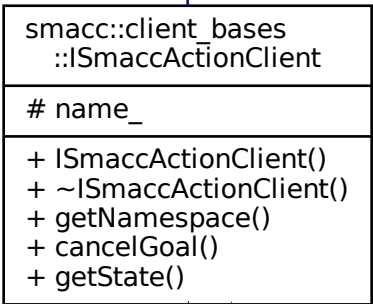 smacc::client_bases
::ISmaccActionClient
# name_
+ ISmaccActionClient()
+ ~ISmaccActionClient()
+ getNamespace()
+ cancelGoal()
+ getState()